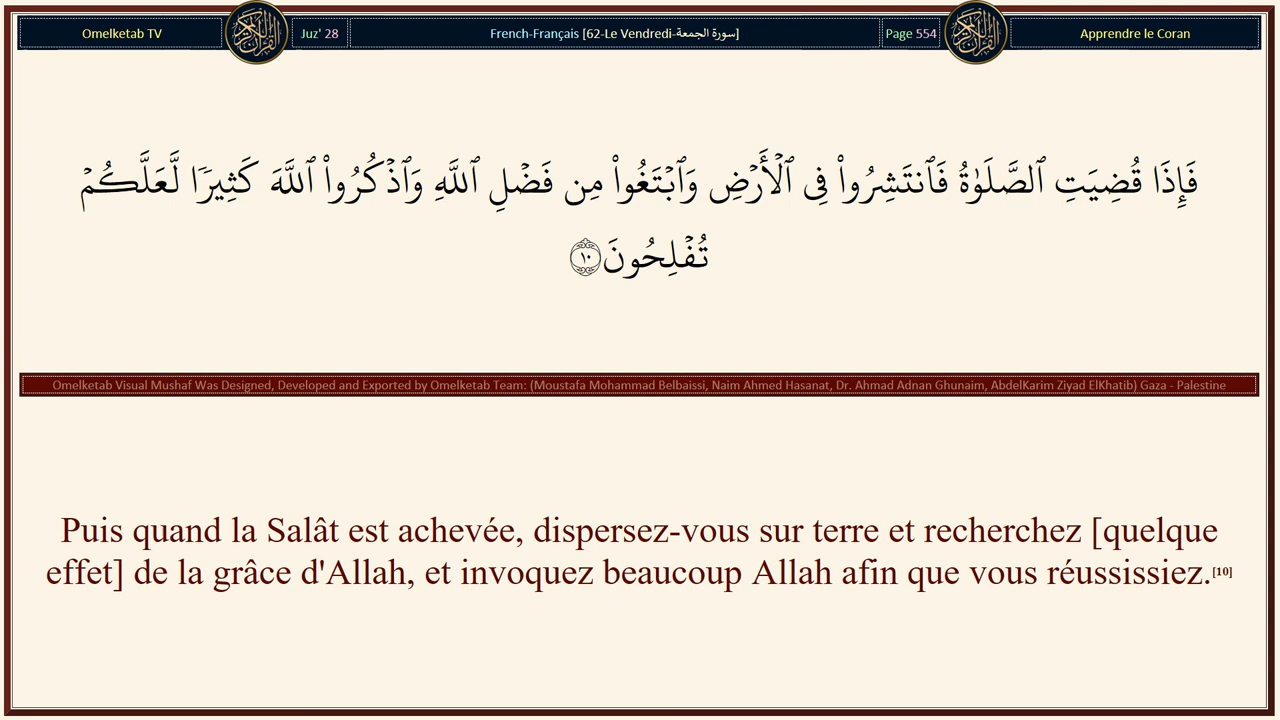 Omelketab TV
Juz' 28
French-Français [62-Le Vendredi-سورة الجمعة]
Page 554
Apprendre le Coran
فَإِذَا قُضِيَتِ ٱلصَّلَوٰةُ فَٱنتَشِرُوا۟ فِى ٱلْأَرْضِ وَٱبْتَغُوا۟ مِن فَضْلِ ٱللَّهِ وَٱذْكُرُوا۟ ٱللَّهَ كَثِيرًا لَّعَلَّكُمْ
تُفْلِحُونَ ١٠
Omelketab Visual Mushaf Was Designed, Developed and Exported by Omelketab Team: (Moustafa Mohammad Belbaissi, Naim Ahmed Hasanat, Dr. Ahmad Adnan Ghunaim, AbdelKarim Ziyad ElKhatib) Gaza - Palestine
Puis quand la Salât est achevée, dispersez-vous sur terre et recherchez [quelque
effet] de la grâce d'Allah, et invoquez beaucoup Allah afin que vous réussissiez.[10]